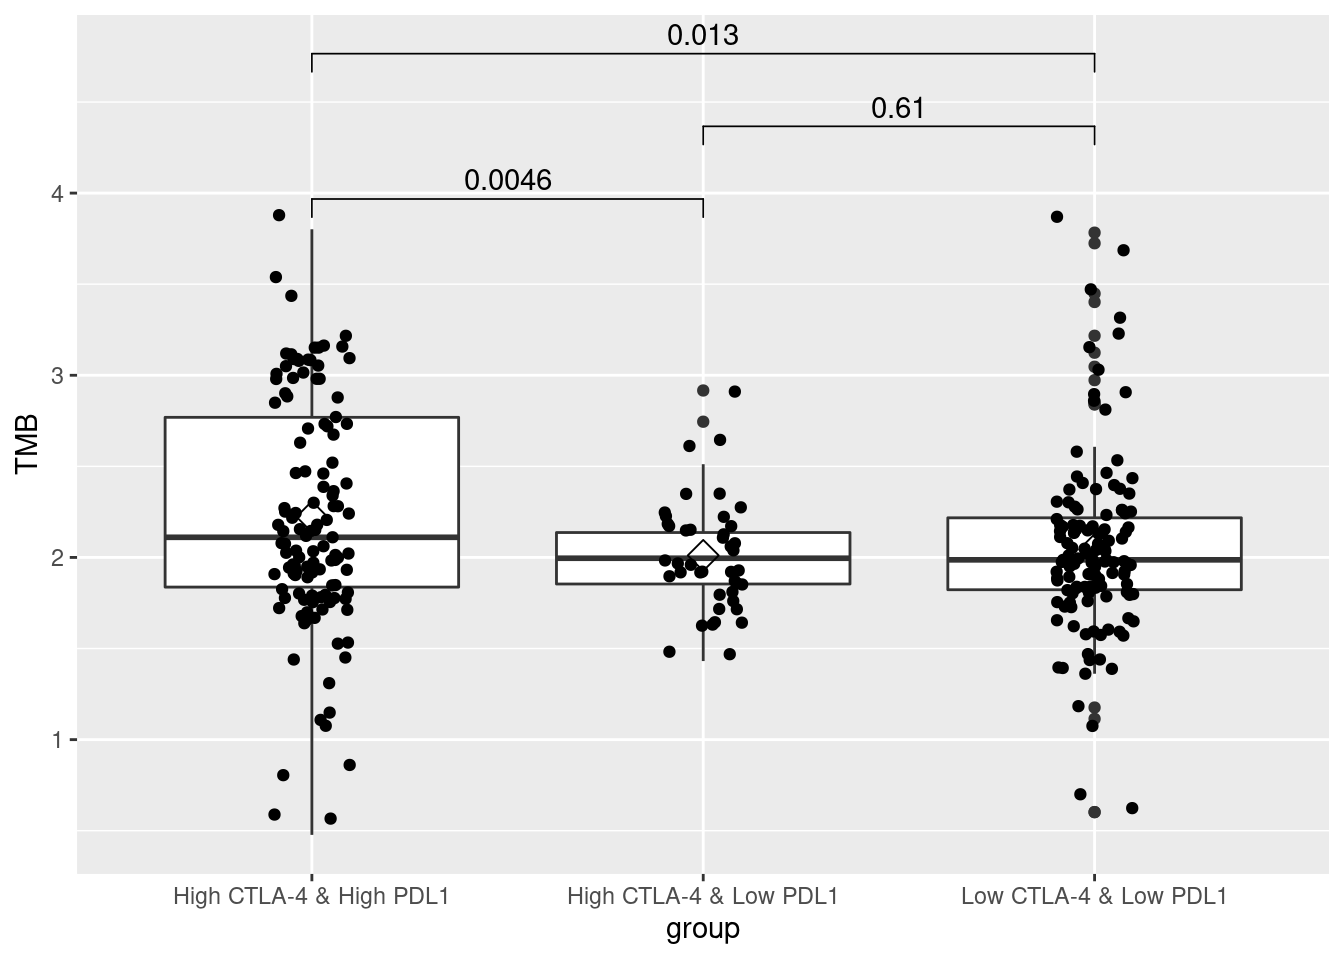 0.013
0.61
0.0046
4
3
2
1
TMB
High CTLA-4 & High PDL1
High CTLA-4 & Low PDL1
Low CTLA-4 & Low PDL1
group